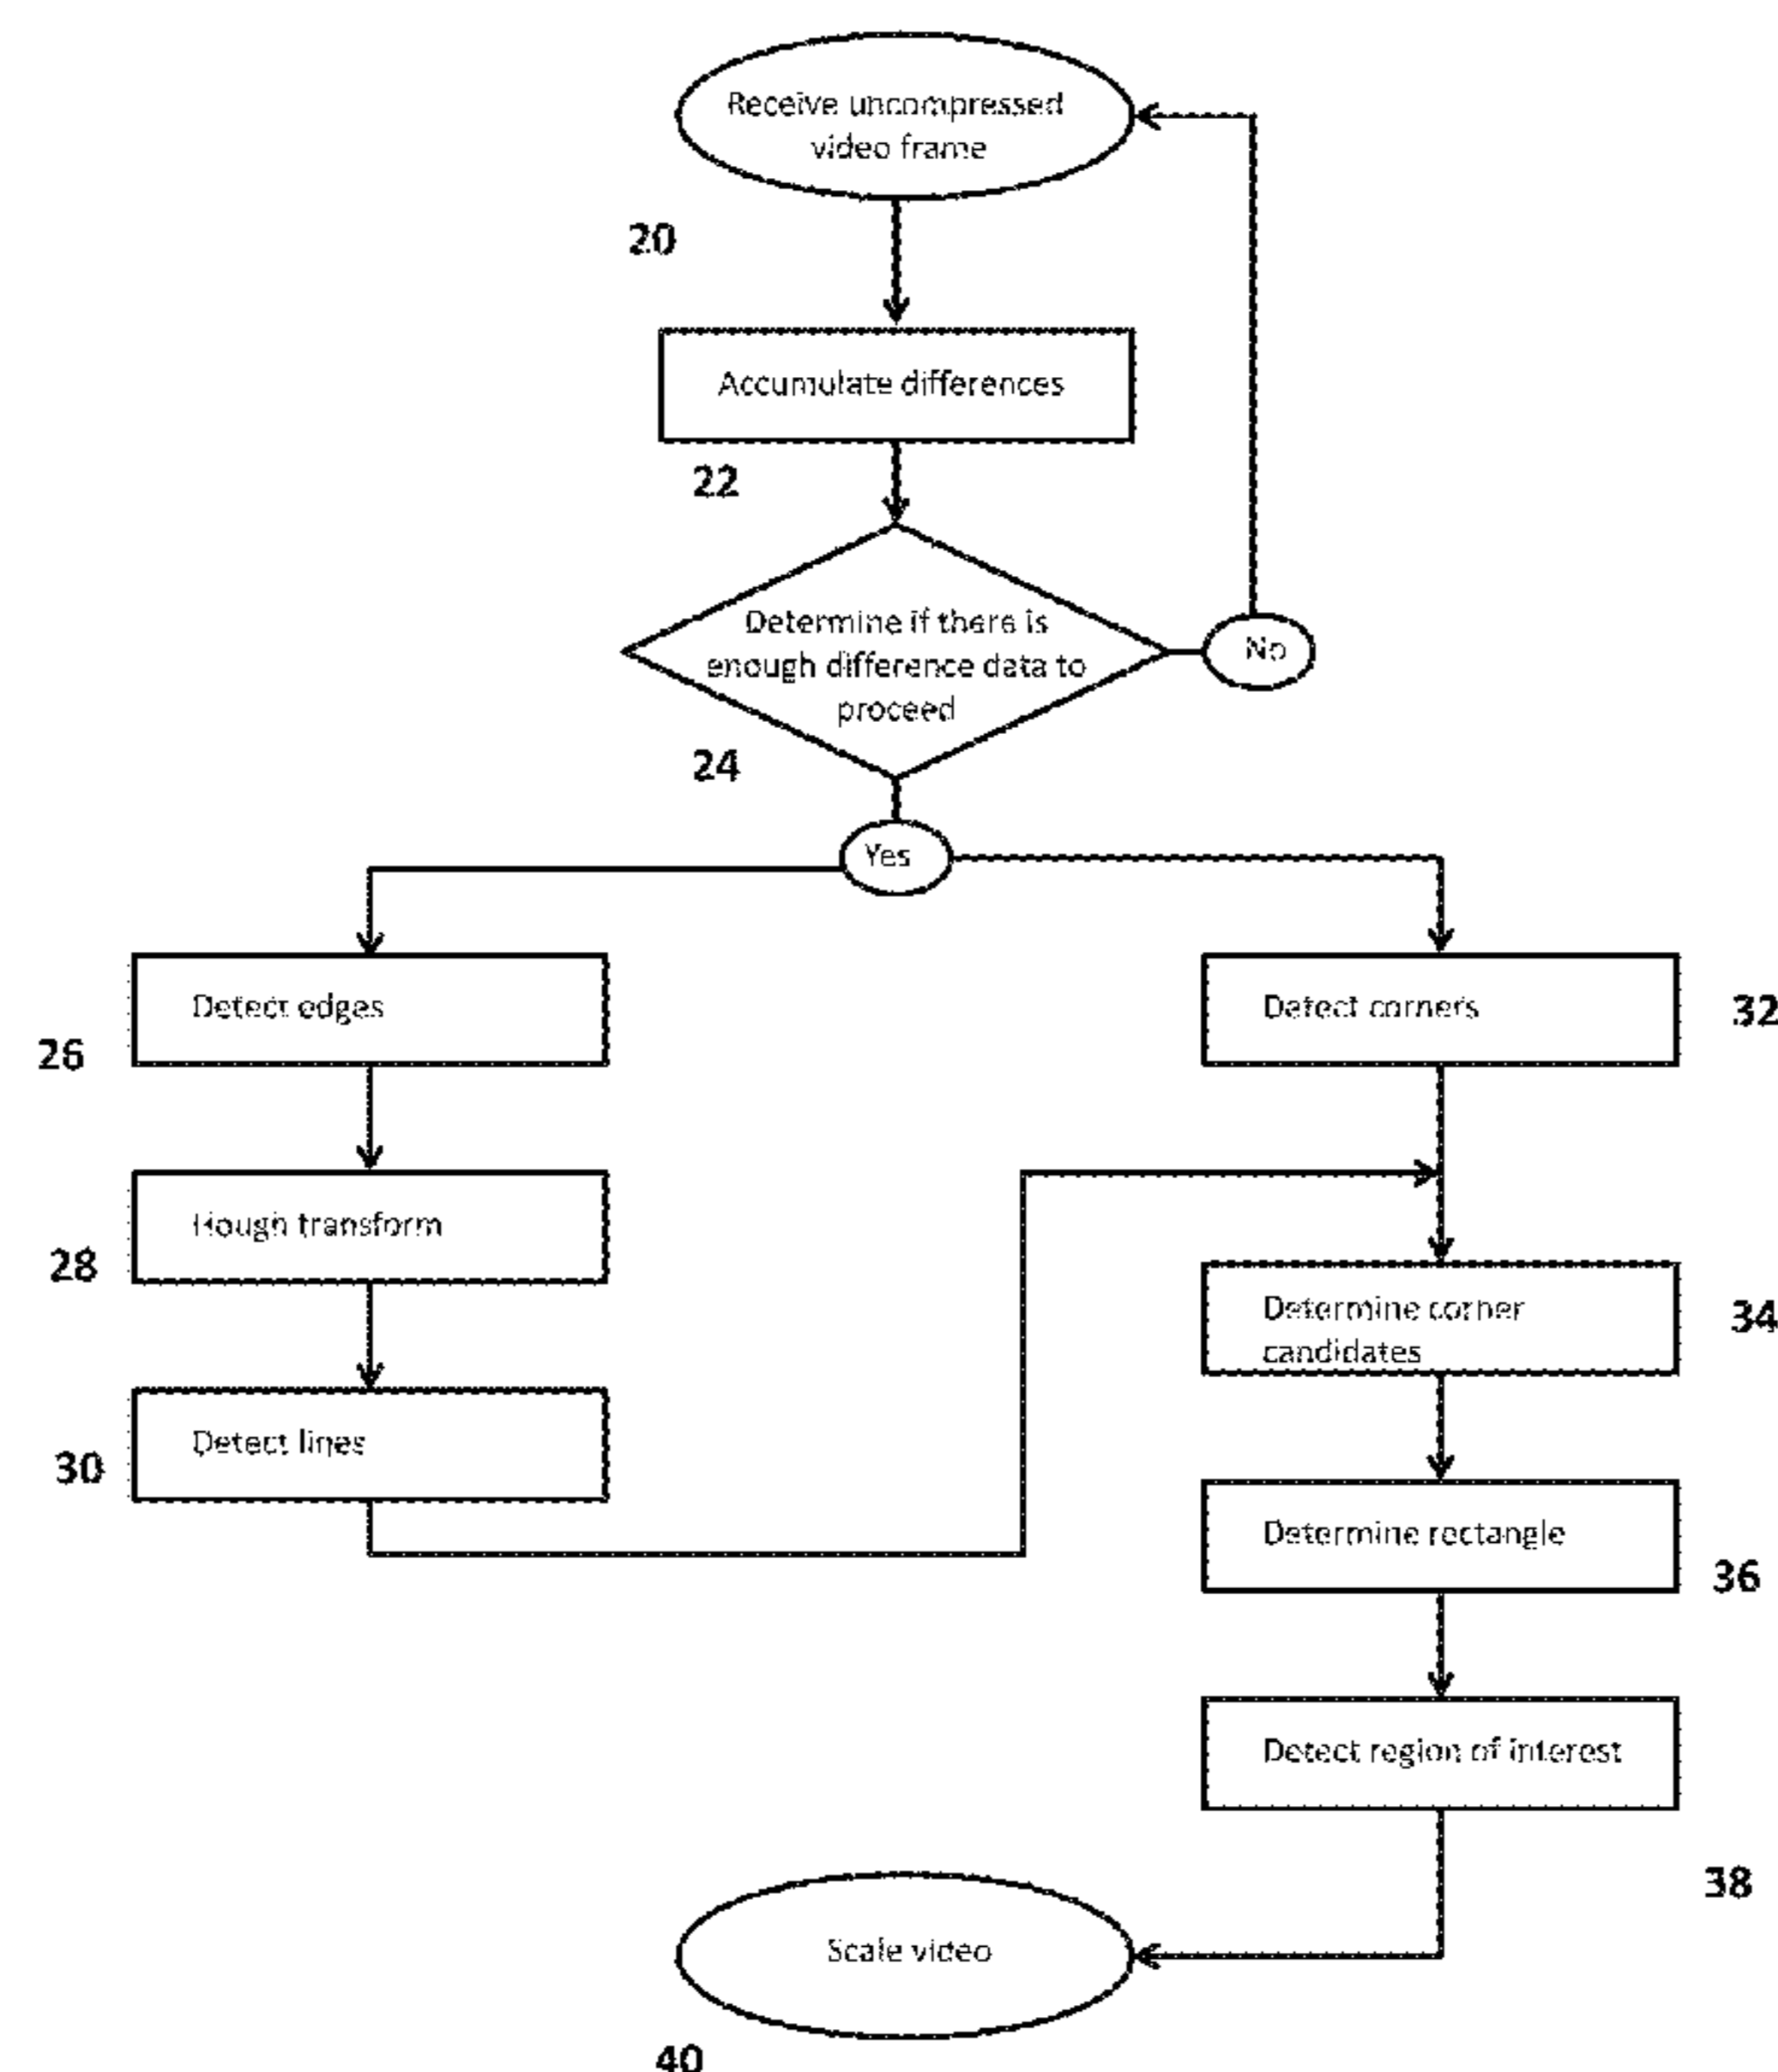 Receive uncompressed
video frame
20
Accumulate differences
22
Determine if there is
enough difference data to
proceed
No
24
Yes
Detect edges
26
Detect corners
32
Hough transform
28
Determine corner
candidates
34
Detect lines
30
Determine rectangle
36
Detect region of interest
38
Scale video
40